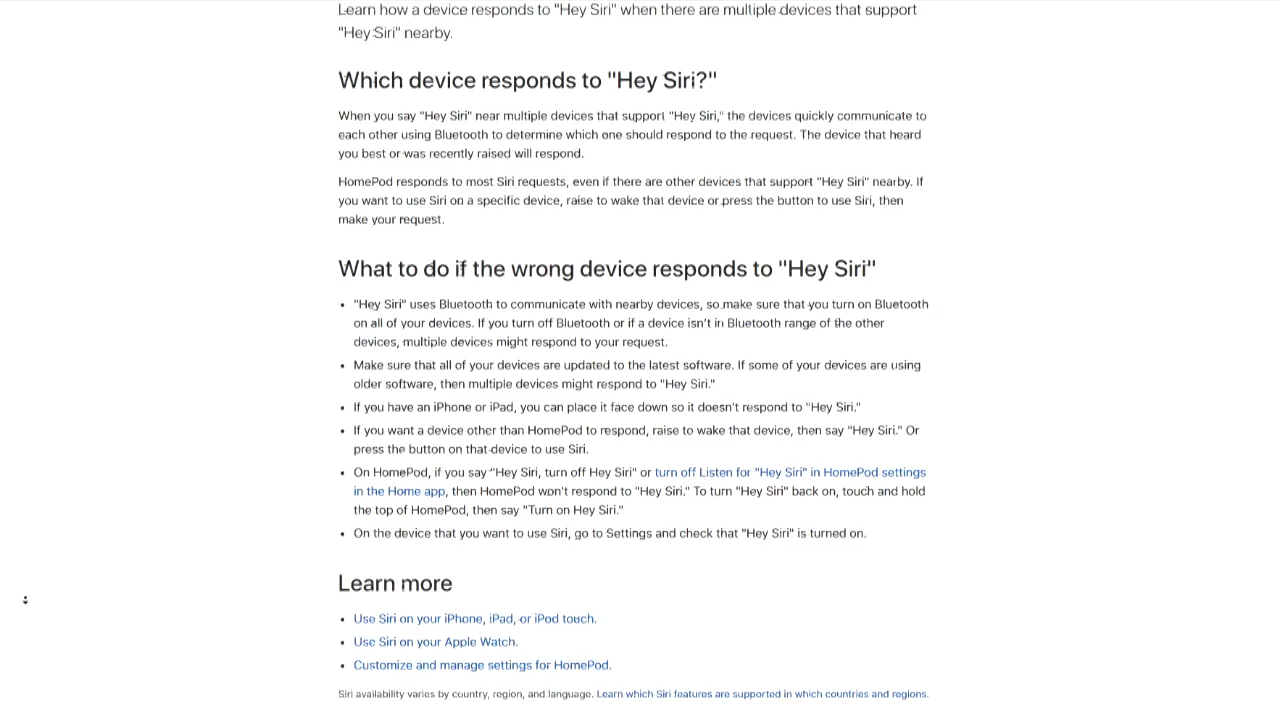 Learn how a device responds to "Hey Siri" when there are multiple devices that support
"Hey Siri" nearby.
Which device responds to "Hey Siri?"
When you say "Hey Siri" near multiple devices that support "Hey Siri," the devices quickly communicate to
each other using Bluetooth to determine which one should respond to the request. The device that heard
you best or was recently raised will respond.
HomePod responds to most Siri requests, even if there are other devices that support "Hey Siri" nearby. If
you want to use Siri on a specific device, raise to wake that device or press the button to use Siri, then
make your request.
What to do if the wrong device responds to "Hey Siri"
• "Hey Siri" uses Bluetooth to communicate with nearby devices, so make sure that you turn on Bluetooth
on all of your devices. If you turn off Bluetooth or if a device isn't in Bluetooth range of the other
devices, multiple devices might respond to your request.
• Make sure that all of your devices are updated to the latest software. If some of your devices are using
older software, then multiple devices might respond to "Hey Siri."
• If you have an iPhone or iPad, you can place it face down so it doesn't respond to "Hey Siri."
• If you want a device other than HomePod to respond, raise to wake that device, then say "Hey Siri." Or
press the button on that device to use Siri.
• On HomePod, if you say "Hey Siri, turn off Hey Siri" or turn off Listen for "Hey Siri" in HomePod settings
in the Home app, then HomePod won't respond to "Hey Siri." To turn "Hey Siri" back on, touch and hold
the top of HomePod, then say "Turn on Hey Siri."
• On the device that you want to use Siri, go to Settings and check that "Hey Siri" is turned on.
Learn more
• Use Siri on your iPhone, iPad, or iPod touch.
• Use Siri on your Apple Watch.
• Customize and manage settings for HomePod.
Siri availability varies by country, region, and language. Learn which Siri features are supported in which countries and regions.